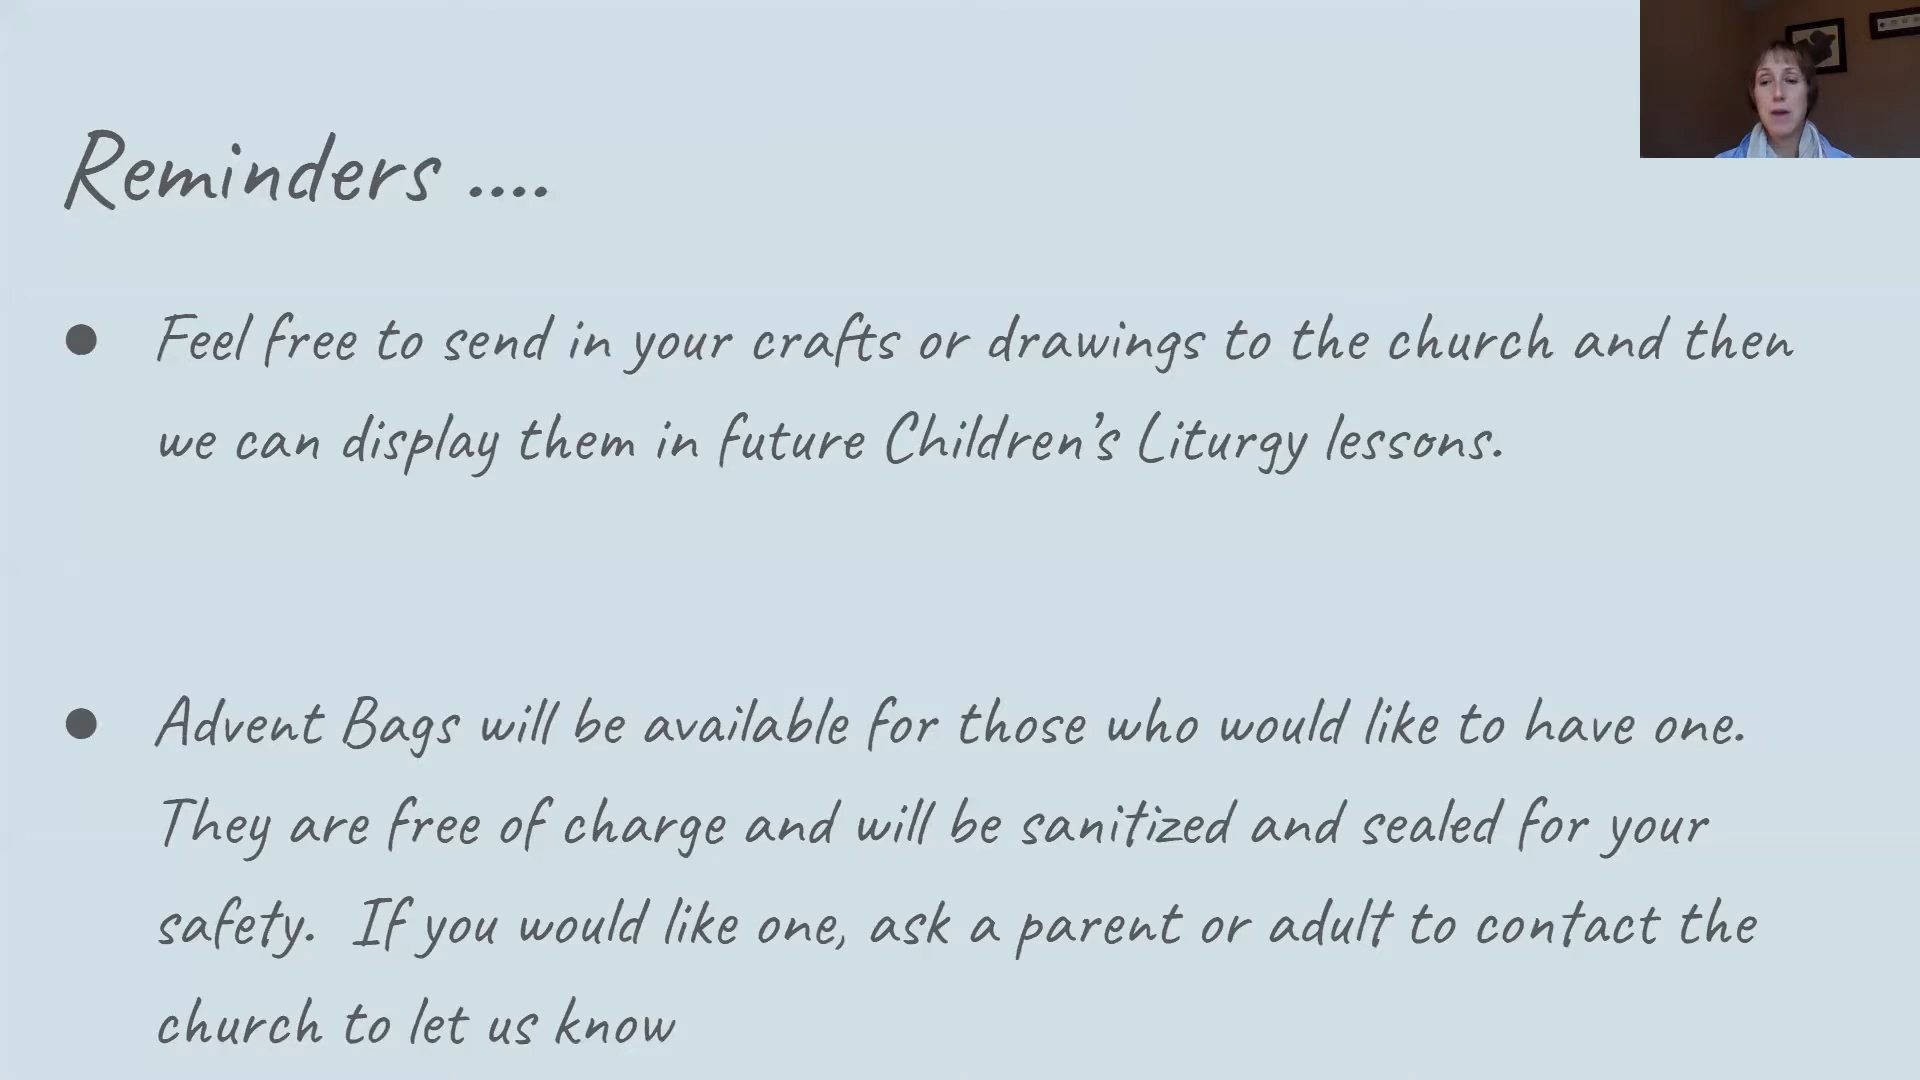 Reminders ....
● Feel free to send in your crafts or drawings to the church and then
we can display them in future Children's Liturgy lessons.
● Advent Bags will be available for those who would like to have one.
They are free of charge and will be sanitized and sealed for your
safety.  If you would like one, ask a parent or adult to contact the
church to let us know